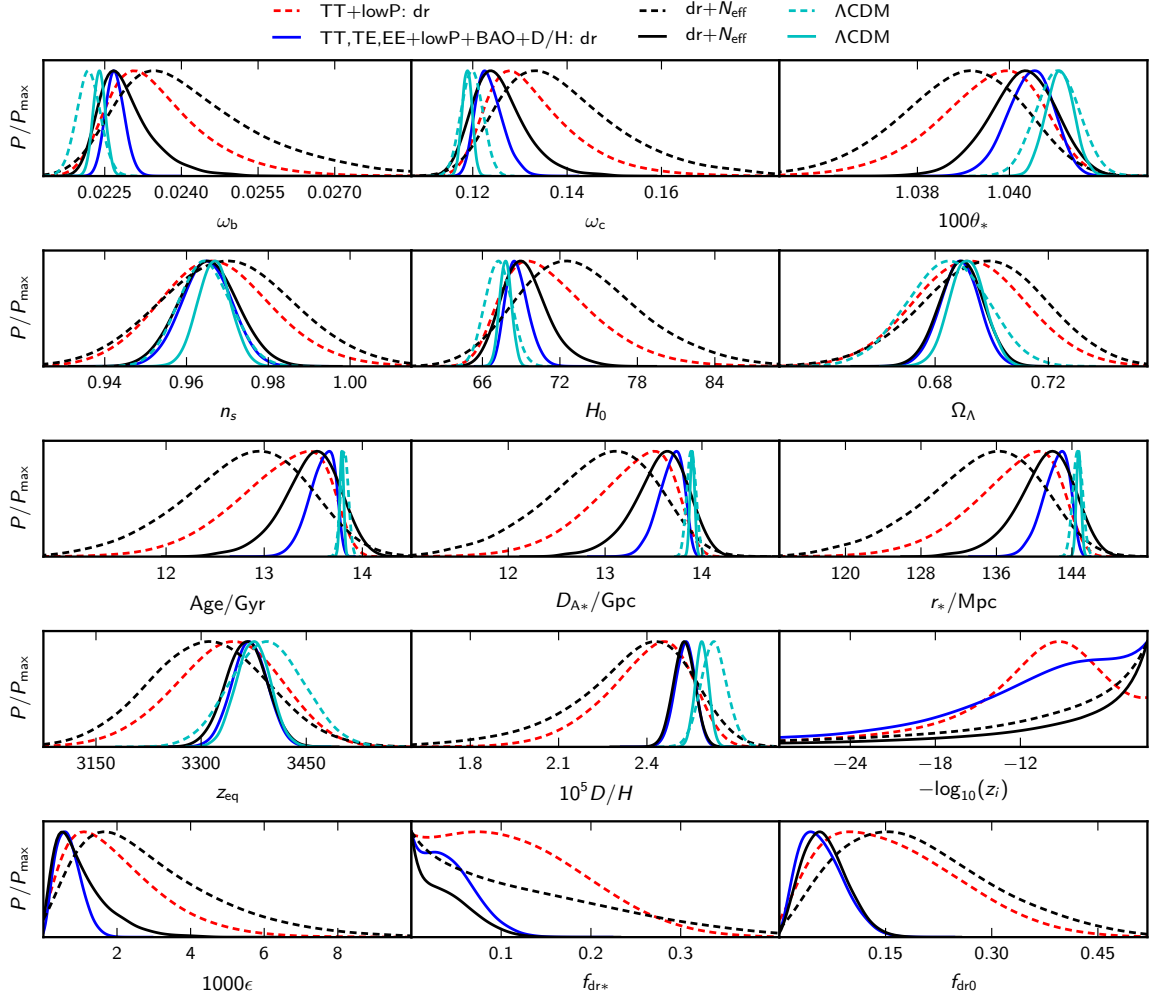 TT+lowP: dr dr+N_eff ΛCDM
TT,TE,EE+lowP+BAO+D/H: dr dr+N_eff ΛCDM
P/P_max
0.0225 0.0240 0.0255 0.0270 0.12 0.14 0.16 1.038 1.040
ω_b ω_c 100θ_*
P/P_max
0.94 0.96 0.98 1.00 66 72 78 84 0.68 0.72
n_s H_0 Ω_Λ
P/P_max
12 13 14 12 13 14 120 128 136 144
Age/Gyr D_A*/Gpc r_*/Mpc
P/P_max
3150 3300 3450 1.8 2.1 2.4 −24 −18 −12
z_eq 10^5 D/H −log_10(z_i)
P/P_max
2 4 6 8 0.1 0.2 0.3 0.15 0.30 0.45
1000ϵ f_dr* f_dr0